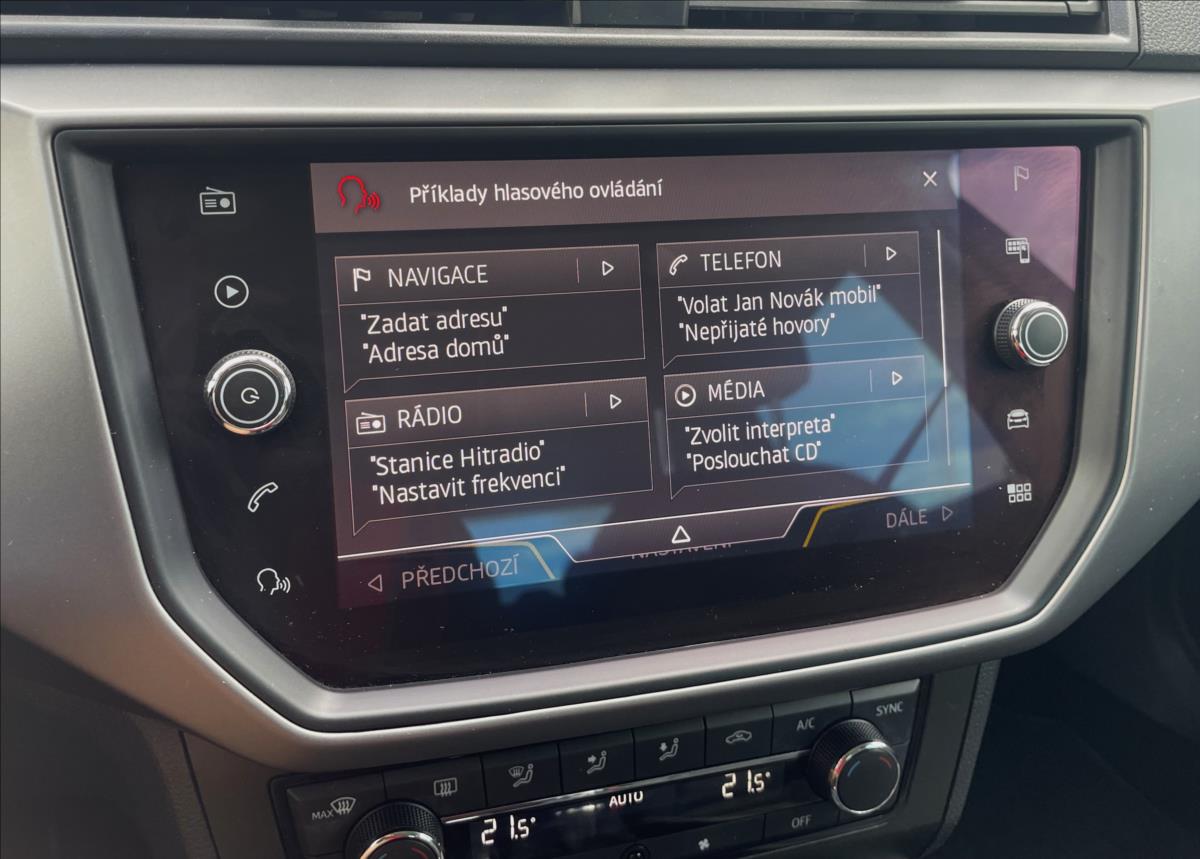 Příklady hlasového ovládání
NAVIGACE
"Zadat adresu"
"Adresa domů"
TELEFON
"Volat Jan Novák mobil"
"Nepřijaté hovory"
RÁDIO
"Stanice Hitradio"
"Nastavit frekvenci"
MÉDIA
"Zvolit interpreta"
"Poslouchat CD"
PŘEDCHOZÍ
DÁLE
MAX
A/C
SYNC
21.5°
AUTO
21.5°
OFF